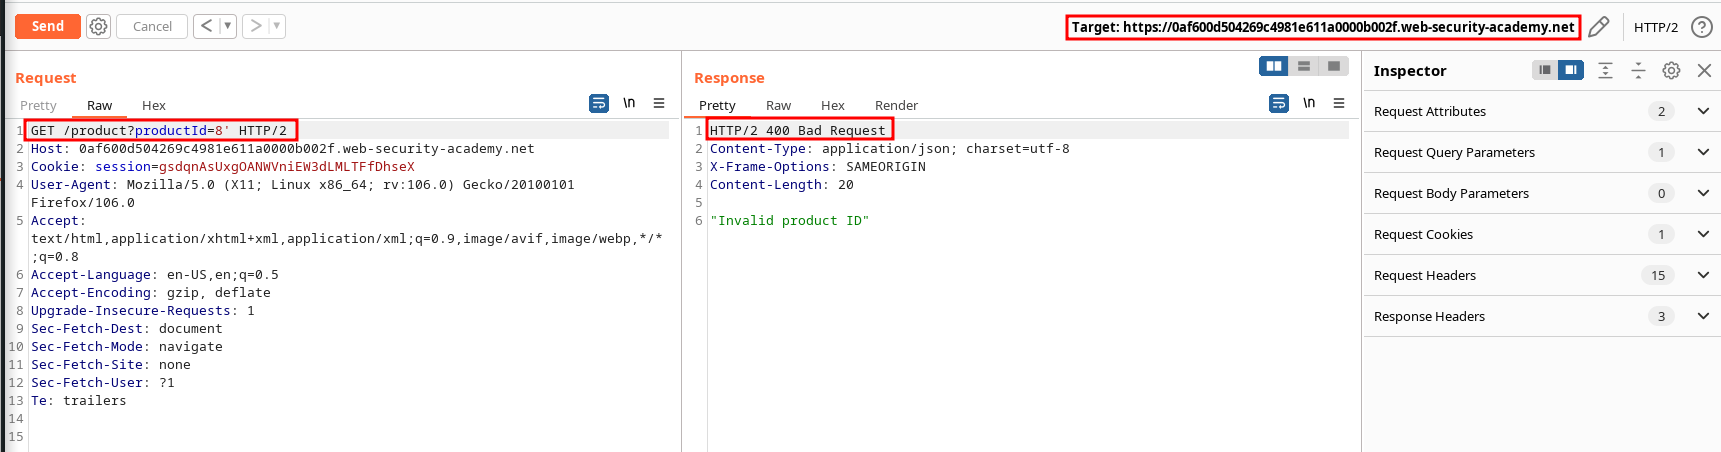 Send Cancel < ▼ > ▼ Target: https://0af600d504269c4981e611a0000b002f.web-security-academy.net HTTP/2 ?
Request
Pretty Raw Hex \n
1 GET /product?productId=8' HTTP/2
2 Host: 0af600d504269c4981e611a0000b002f.web-security-academy.net
3 Cookie: session=gsdqnAsUxgOANWVniEW3dLMLTFfDhseX
4 User-Agent: Mozilla/5.0 (X11; Linux x86_64; rv:106.0) Gecko/20100101
Firefox/106.0
5 Accept:
text/html,application/xhtml+xml,application/xml;q=0.9,image/avif,image/webp,*/*
;q=0.8
6 Accept-Language: en-US,en;q=0.5
7 Accept-Encoding: gzip, deflate
8 Upgrade-Insecure-Requests: 1
9 Sec-Fetch-Dest: document
10 Sec-Fetch-Mode: navigate
11 Sec-Fetch-Site: none
12 Sec-Fetch-User: ?1
13 Te: trailers
14
15
Response
Pretty Raw Hex Render \n
1 HTTP/2 400 Bad Request
2 Content-Type: application/json; charset=utf-8
3 X-Frame-Options: SAMEORIGIN
4 Content-Length: 20
5
6 "Invalid product ID"
Inspector
Request Attributes 2
Request Query Parameters 1
Request Body Parameters 0
Request Cookies 1
Request Headers 15
Response Headers 3